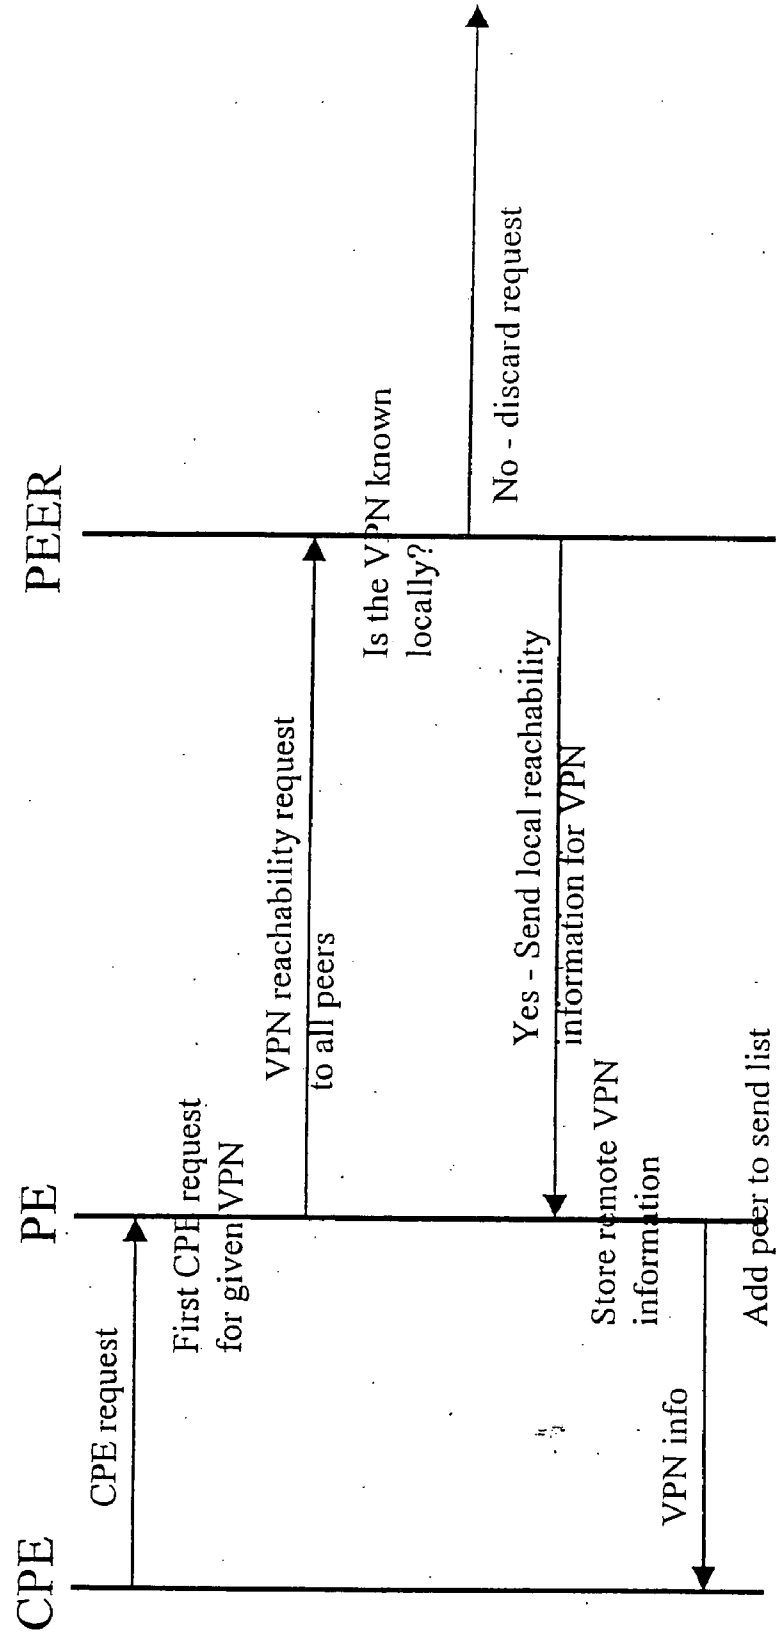 CPE
PE
PEER
CPE request
First CPE request
for given VPN
VPN reachability request
to all peers
Is the VPN known
locally?
No - discard request
Yes - Send local reachability
information for VPN
Store remote VPN
information
VPN info
Add peer to send list